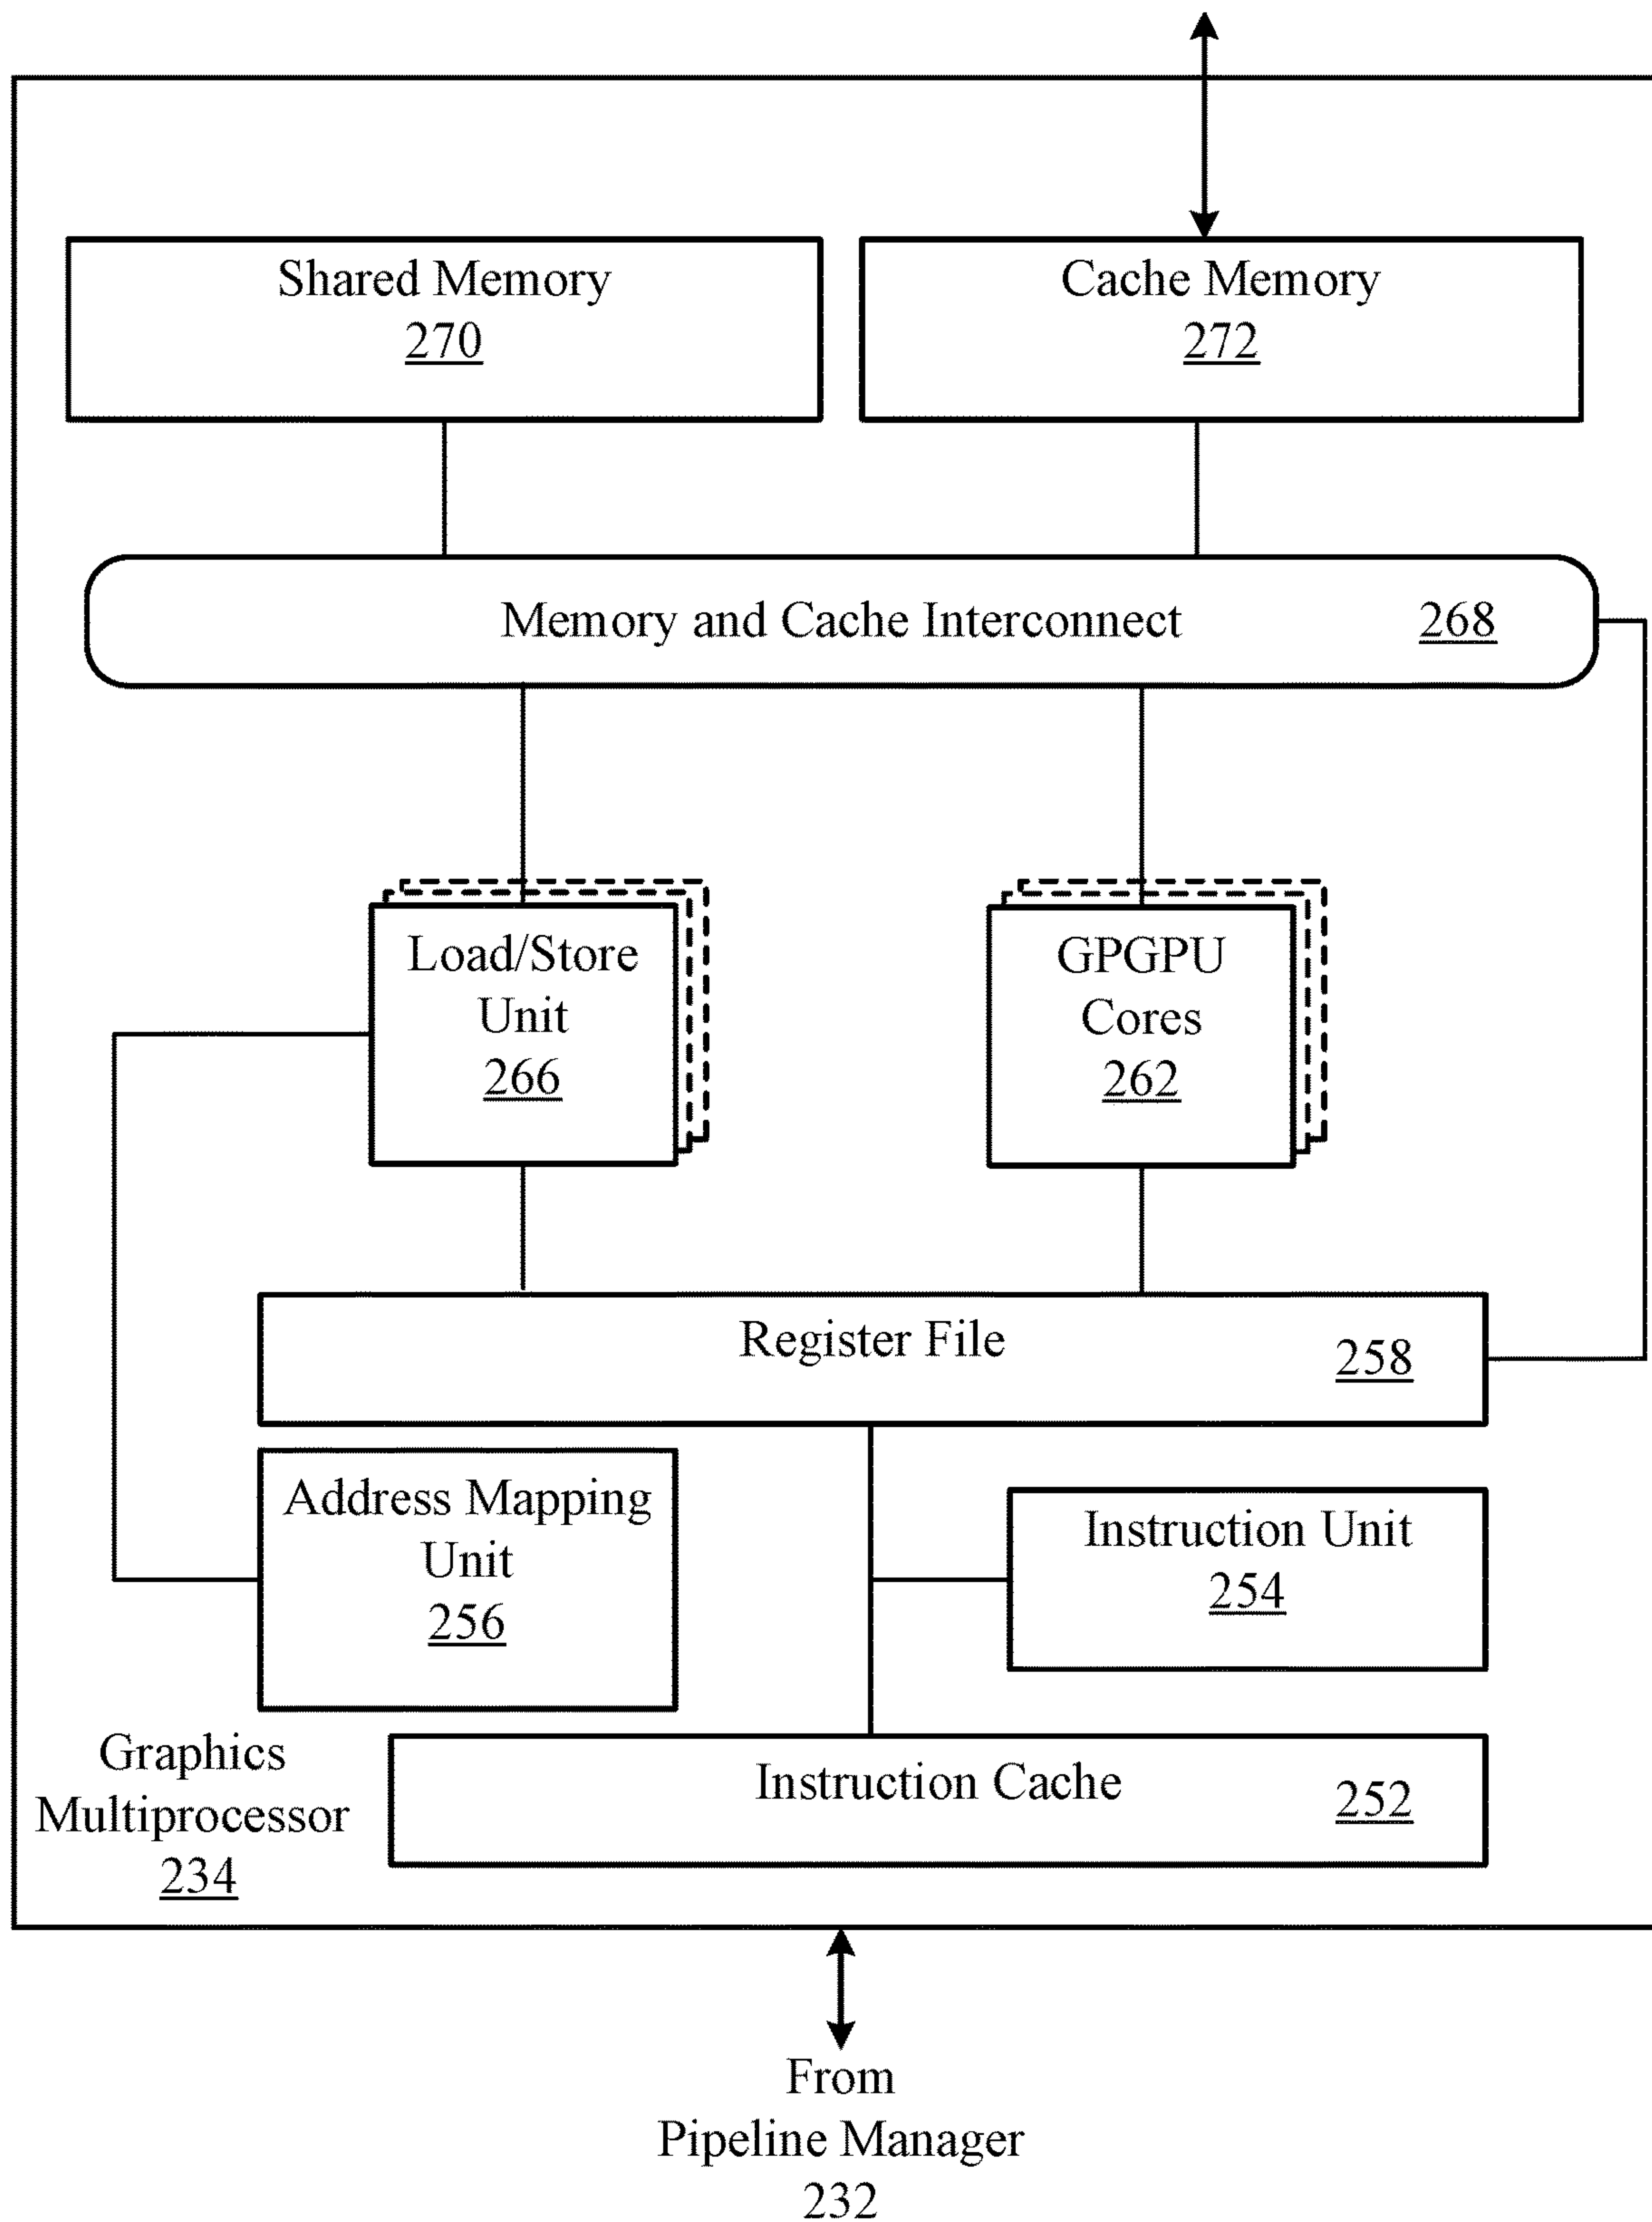 Shared Memory
270
Cache Memory
272
Memory and Cache Interconnect 268
Load/Store
Unit
266
GPGPU
Cores
262
Register File 258
Address Mapping
Unit
256
Instruction Unit
254
Graphics
Multiprocessor
234
Instruction Cache 252
From
Pipeline Manager
232